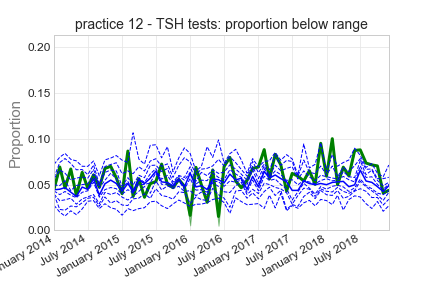 practice 12 - TSH tests: proportion below range
0.20
0.15
0.10
0.05
0.00
Proportion
nuary 2014
July 2014
January 2015
July 2015
January 2016
July 2016
January 2017
July 2017
January 2018
July 2018